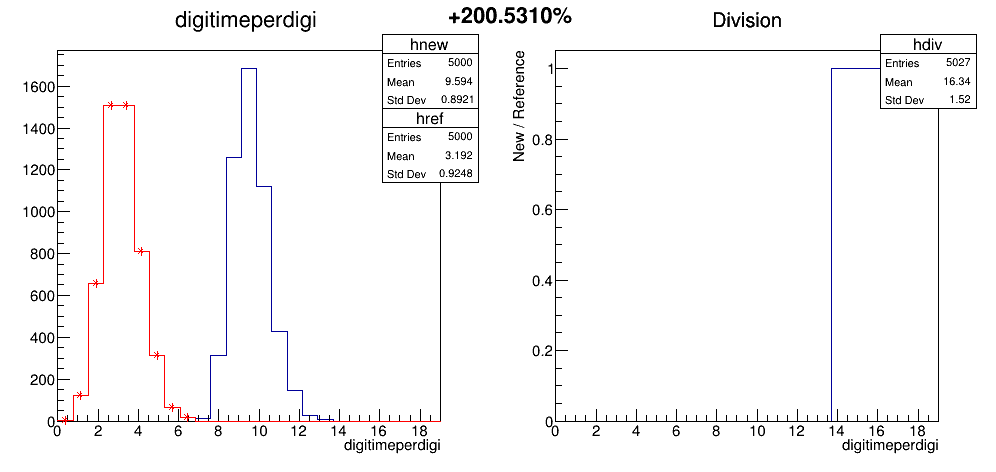 +200.5310%
digitimeperdigi
hnew
Entries 5000
Mean 9.594
Std Dev 0.8921
href
Entries 5000
Mean 3.192
Std Dev 0.9248
1600
1400
1200
1000
800
600
400
200
0
0 2 4 6 8 10 12 14 16 18
digitimeperdigi
Division
hdiv
Entries 5027
Mean 16.34
Std Dev 1.52
New / Reference
1
0.8
0.6
0.4
0.2
0
0 2 4 6 8 10 12 14 16 18
digitimeperdigi